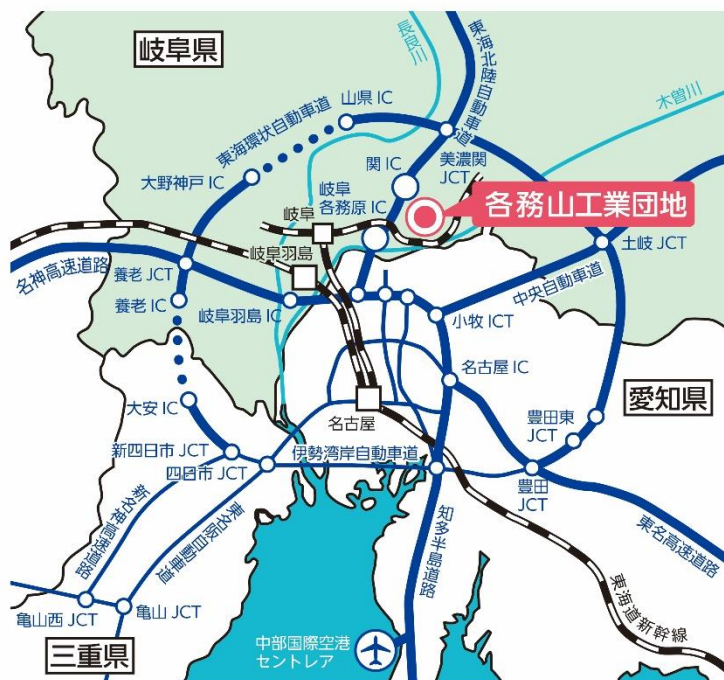 岐阜県
長良川
東海北陸自動車道
木曽川
山県 IC
東海環状自動車道
関 IC
美濃関
JCT
大野神戸 IC
岐阜
各務原 IC
各務山工業団地
岐阜
岐阜羽島
土岐 JCT
名神高速道路
養老 JCT
養老 IC
岐阜羽島 IC
中央自動車道
小牧 ICT
名古屋 IC
愛知県
大安 IC
名古屋
豊田東
JCT
新四日市 JCT
四日市 JCT
伊勢湾岸自動車道
豊田
JCT
新名神高速道路
東名阪自動車道
知多半島道路
東名高速道路
東海道新幹線
亀山西 JCT
亀山 JCT
三重県
中部国際空港
セントレア